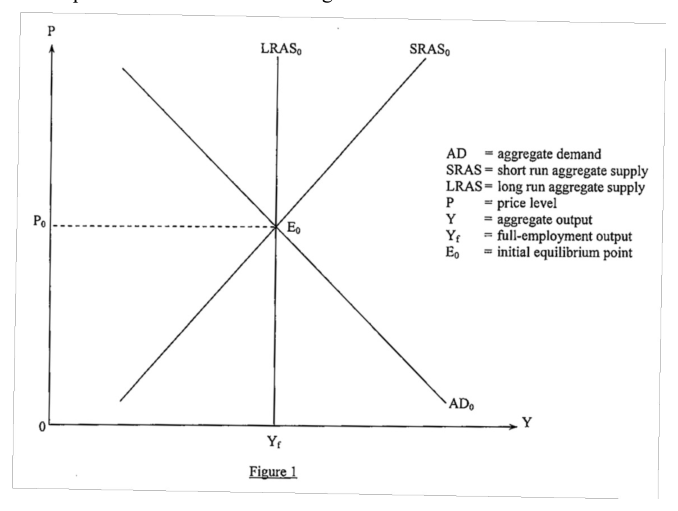 P
LRAS₀ SRAS₀
AD = aggregate demand
SRAS = short run aggregate supply
LRAS = long run aggregate supply
P = price level
Y = aggregate output
Yf = full-employment output
E₀ = initial equilibrium point
P₀
E₀
AD₀
0
Y
Yf
Figure 1